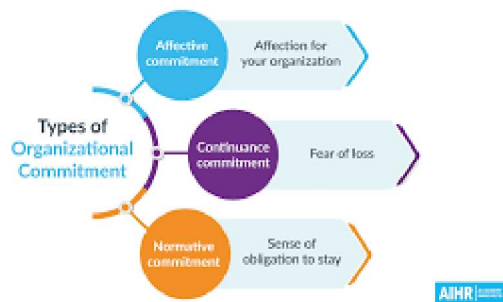 Types of
Organizational
Commitment
Affective
commitment
Affection for
your organization
Continuance
commitment
Fear of loss
Normative
commitment
Sense of
obligation to stay
AIHR